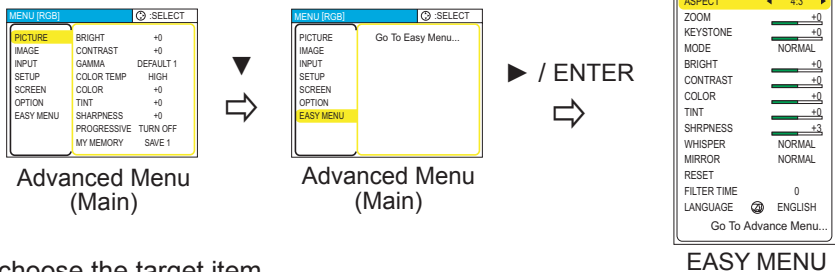 MENU [RGB] :SELECT
PICTURE BRIGHT +0
IMAGE CONTRAST +0
INPUT GAMMA DEFAULT 1
SETUP COLOR TEMP HIGH
SCREEN COLOR +0
OPTION TINT +0
EASY MENU SHARPNESS +0
PROGRESSIVE TURN OFF
MY MEMORY SAVE 1
Advanced Menu
(Main)
▼
MENU [RGB] :SELECT
PICTURE Go To Easy Menu...
IMAGE
INPUT
SETUP
SCREEN
OPTION
EASY MENU
Advanced Menu
(Main)
► / ENTER
ASPECT 4:3
ZOOM +0
KEYSTONE +0
MODE NORMAL
BRIGHT +0
CONTRAST +0
COLOR +0
TINT +0
SHRPNESS +3
WHISPER NORMAL
MIRROR NORMAL
RESET
FILTER TIME 0
LANGUAGE ENGLISH
Go To Advance Menu...
EASY MENU
choose the target item